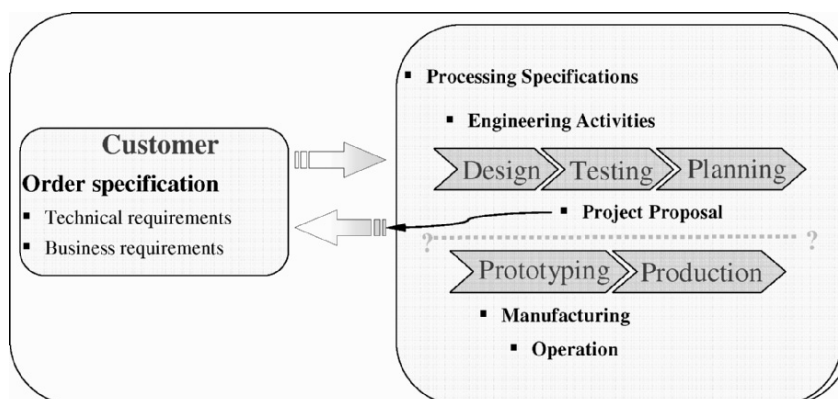 Customer
Order specification
▪ Technical requirements
▪ Business requirements
▪ Processing Specifications
▪ Engineering Activities
Design Testing Planning
▪ Project Proposal
? ?
Prototyping Production
▪ Manufacturing
▪ Operation